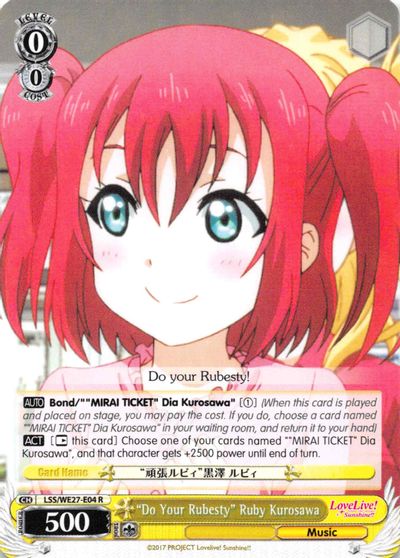 LEVEL
0
0
COST
Do your Rubesty!
AUTO Bond/""MIRAI TICKET" Dia Kurosawa" [①] (When this card is played
and placed on stage, you may pay the cost. If you do, choose a card named
""MIRAI TICKET" Dia Kurosawa" in your waiting room, and return it to your hand)
ACT [ this card] Choose one of your cards named ""MIRAI TICKET" Dia
Kurosawa", and that character gets +2500 power until end of turn.
Card Name
"頑張ルビィ"黒澤 ルビィ
CH LSS/WE27-E04 R
POWER 500
"Do Your Rubesty" Ruby Kurosawa
LoveLive!
Sunshine!!
Music
©2017 PROJECT Lovelive! Sunshine!!